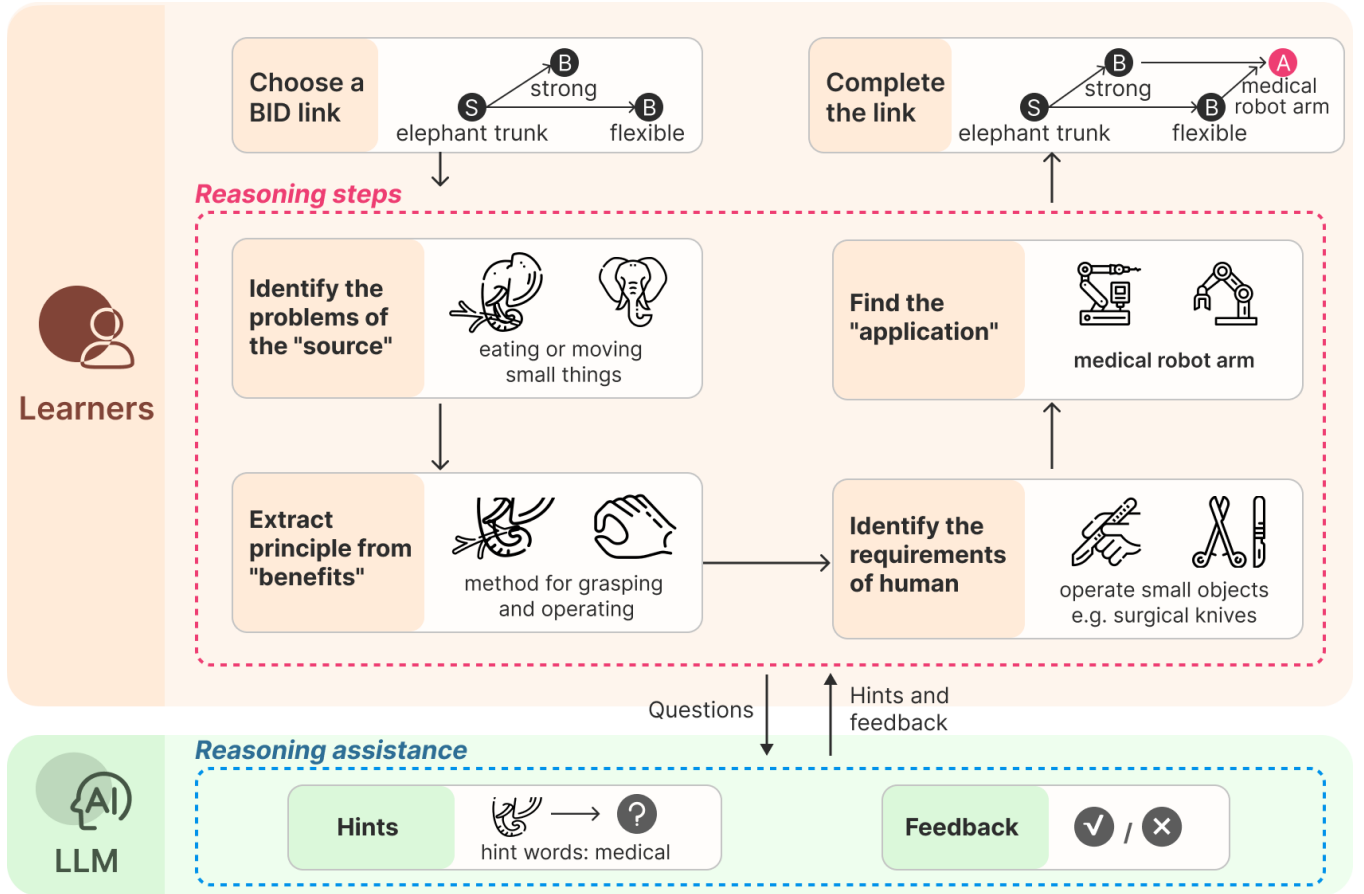 Learners
Choose a
BID link
S
B
strong
B
elephant trunk
flexible
Complete
the link
S
B
strong
B
A
medical
robot arm
elephant trunk
flexible
Reasoning steps
Identify the
problems of
the "source"
eating or moving
small things
Extract
principle from
"benefits"
method for grasping
and operating
Identify the
requirements
of human
operate small objects
e.g. surgical knives
Find the
"application"
medical robot arm
Questions
Hints and
feedback
AI
LLM
Reasoning assistance
Hints
?
hint words: medical
Feedback
/